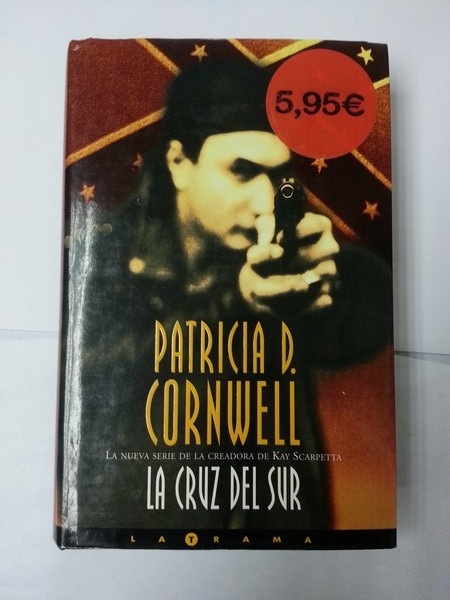 5,95€
PATRICIA D.
CORNWELL
LA NUEVA SERIE DE LA CREADORA DE KAY SCARPETTA
LA CRUZ DEL SUR
LA TRAMA